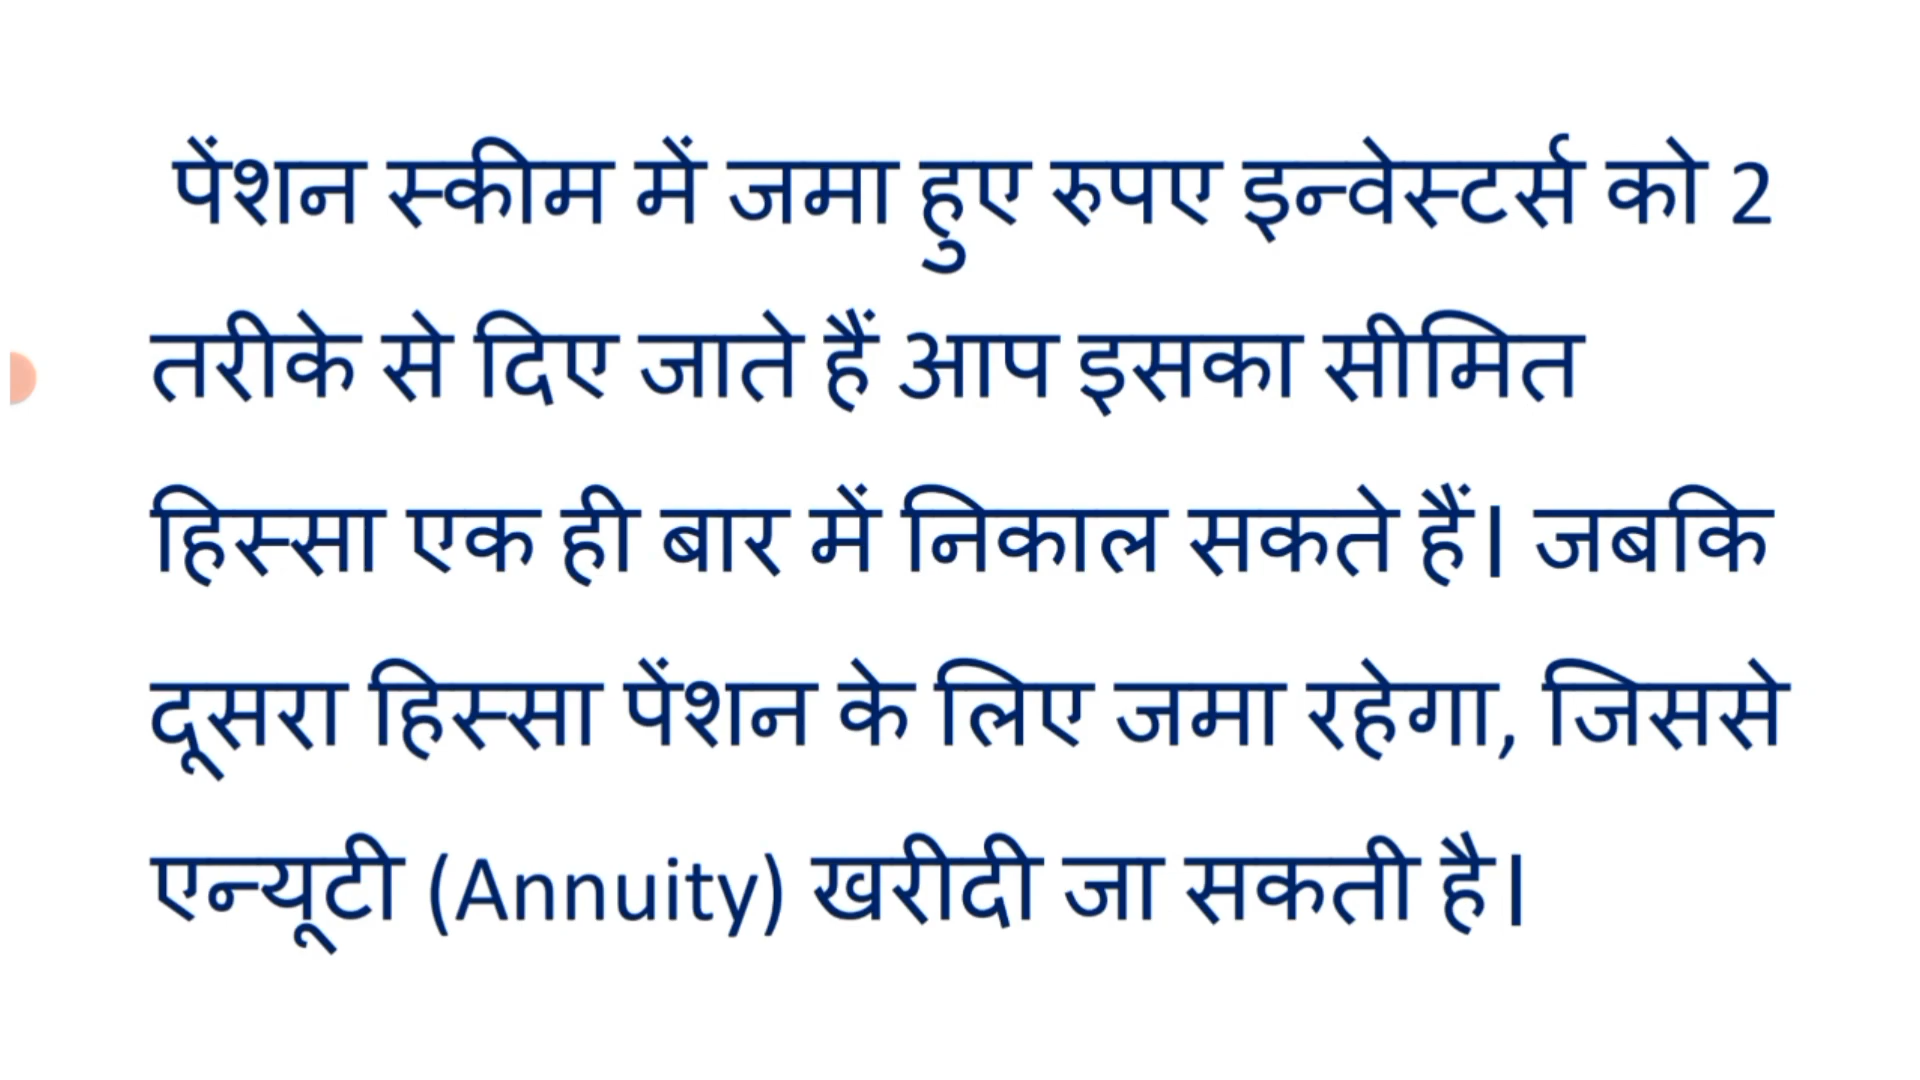 पेंशन स्कीम में जमा हुए रुपए इन्वेस्टर्स को 2
तरीके से दिए जाते हैं आप इसका सीमित
हिस्सा एक ही बार में निकाल सकते हैं। जबकि
दूसरा हिस्सा पेंशन के लिए जमा रहेगा, जिससे
एन्यूटी (Annuity) खरीदी जा सकती है।